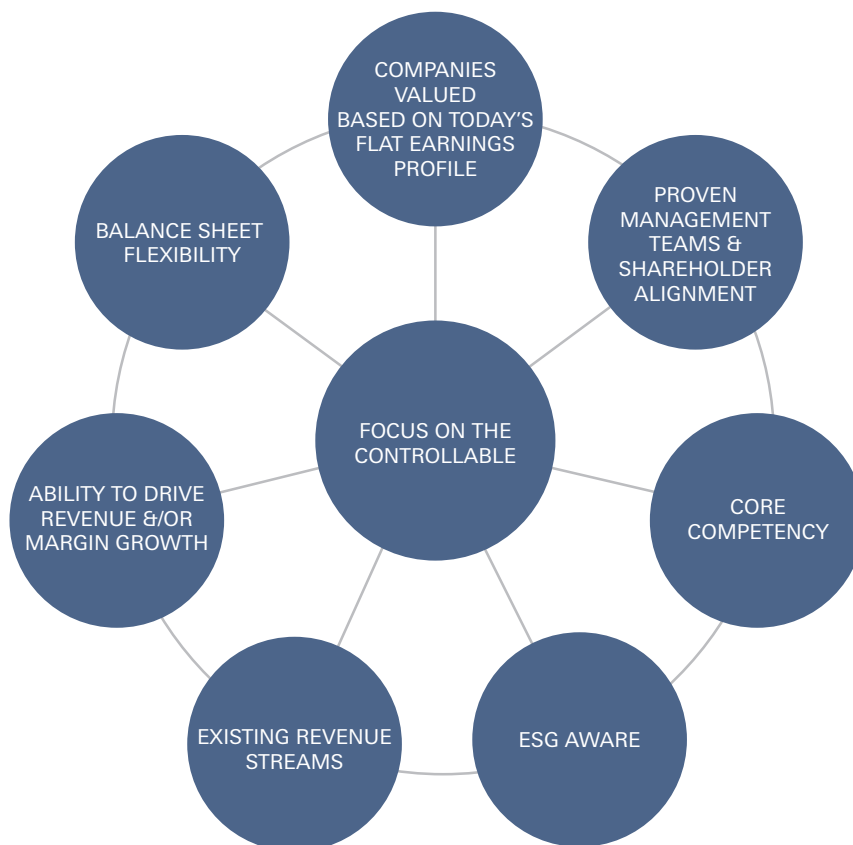 COMPANIES
VALUED
BASED ON TODAY’S
FLAT EARNINGS
PROFILE
PROVEN
MANAGEMENT
TEAMS &
SHAREHOLDER
ALIGNMENT
CORE
COMPETENCY
ESG AWARE
EXISTING REVENUE
STREAMS
ABILITY TO DRIVE
REVENUE &/OR
MARGIN GROWTH
BALANCE SHEET
FLEXIBILITY
FOCUS ON THE
CONTROLLABLE